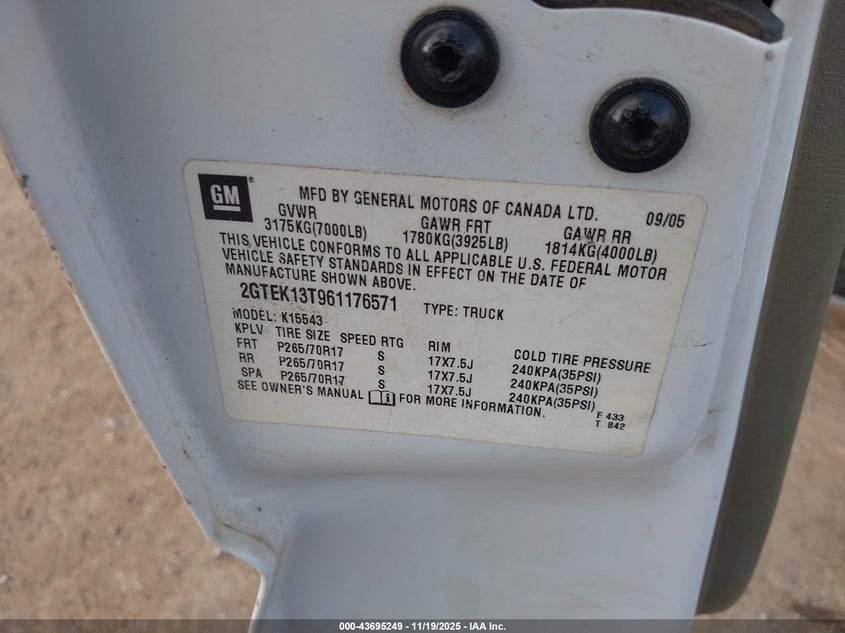 GM®
MFD BY GENERAL MOTORS OF CANADA LTD. 09/05
GVWR GAWR FRT GAWR RR
3175KG(7000LB) 1780KG(3925LB) 1814KG(4000LB)
THIS VEHICLE CONFORMS TO ALL APPLICABLE U.S. FEDERAL MOTOR
VEHICLE SAFETY STANDARDS IN EFFECT ON THE DATE OF
MANUFACTURE SHOWN ABOVE.
2GTEK13T961176571 TYPE: TRUCK
MODEL: K15543
KPLV TIRE SIZE SPEED RTG RIM COLD TIRE PRESSURE
FRT P265/70R17 S 17X7.5J 240KPA(35PSI)
RR P265/70R17 S 17X7.5J 240KPA(35PSI)
SPA P265/70R17 S 17X7.5J 240KPA(35PSI)
SEE OWNER'S MANUAL FOR MORE INFORMATION.
F 433
T 842
000-43695249 | 11/19/2025 - IAA Inc.